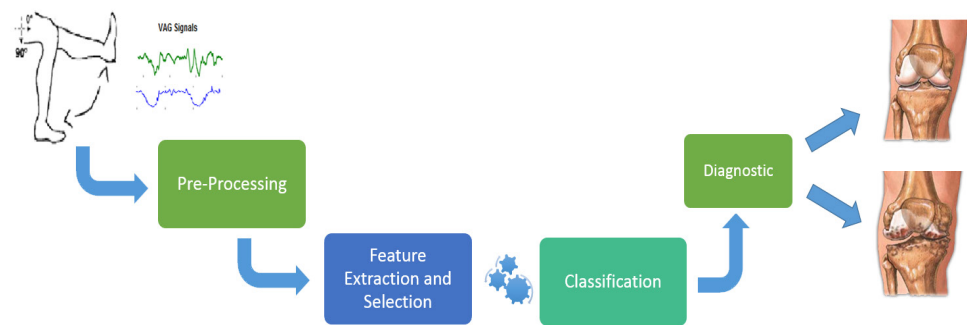 0°
90°
VAG Signals
Pre-Processing
Feature
Extraction and
Selection
Classification
Diagnostic